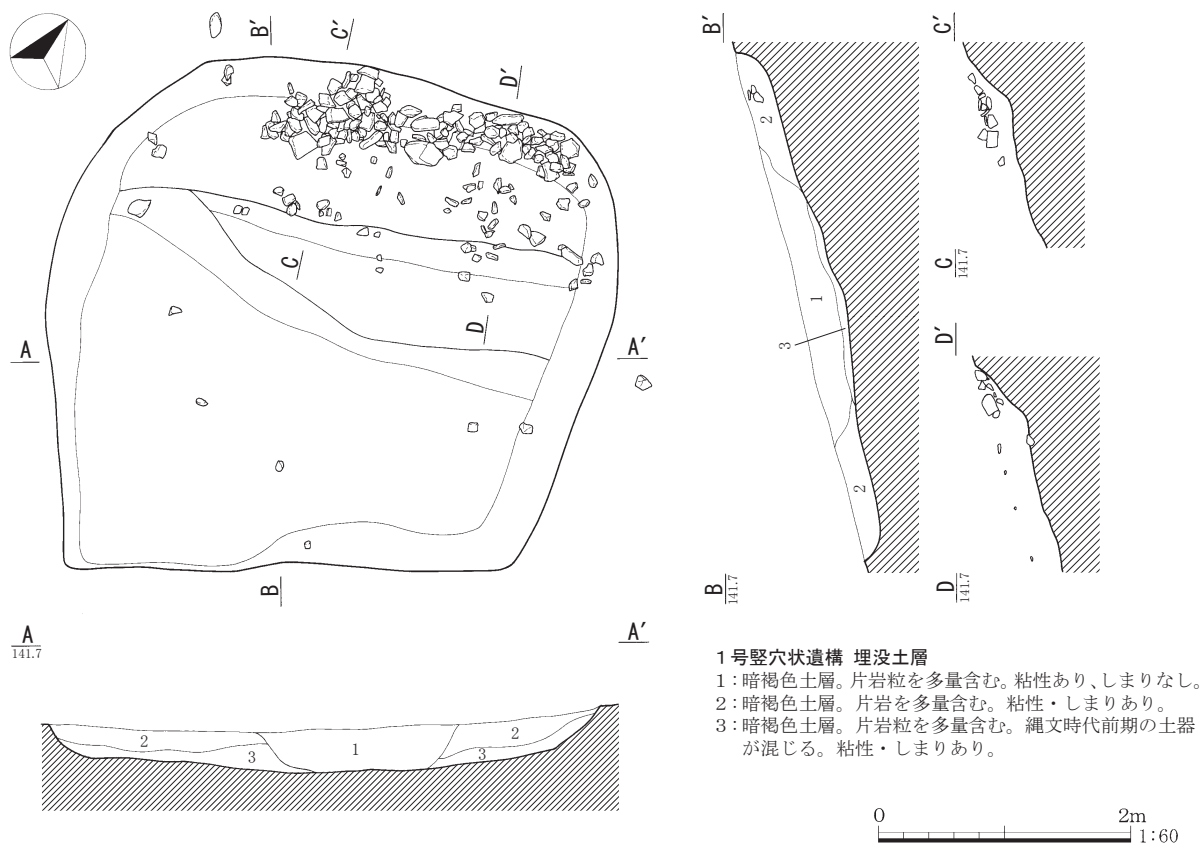 B′
C′
D′
C
D
A
A′
B
A
141.7
A′
2
3
1
2
3
B′
2
1
3
2
B
141.7
C′
C
141.7
D′
D
141.7
1号竪穴状遺構 埋没土層
1：暗褐色土層。片岩粒を多量含む。粘性あり、しまりなし。
2：暗褐色土層。片岩を多量含む。粘性・しまりあり。
3：暗褐色土層。片岩粒を多量含む。縄文時代前期の土器
が混じる。粘性・しまりあり。
0 2m
1:60